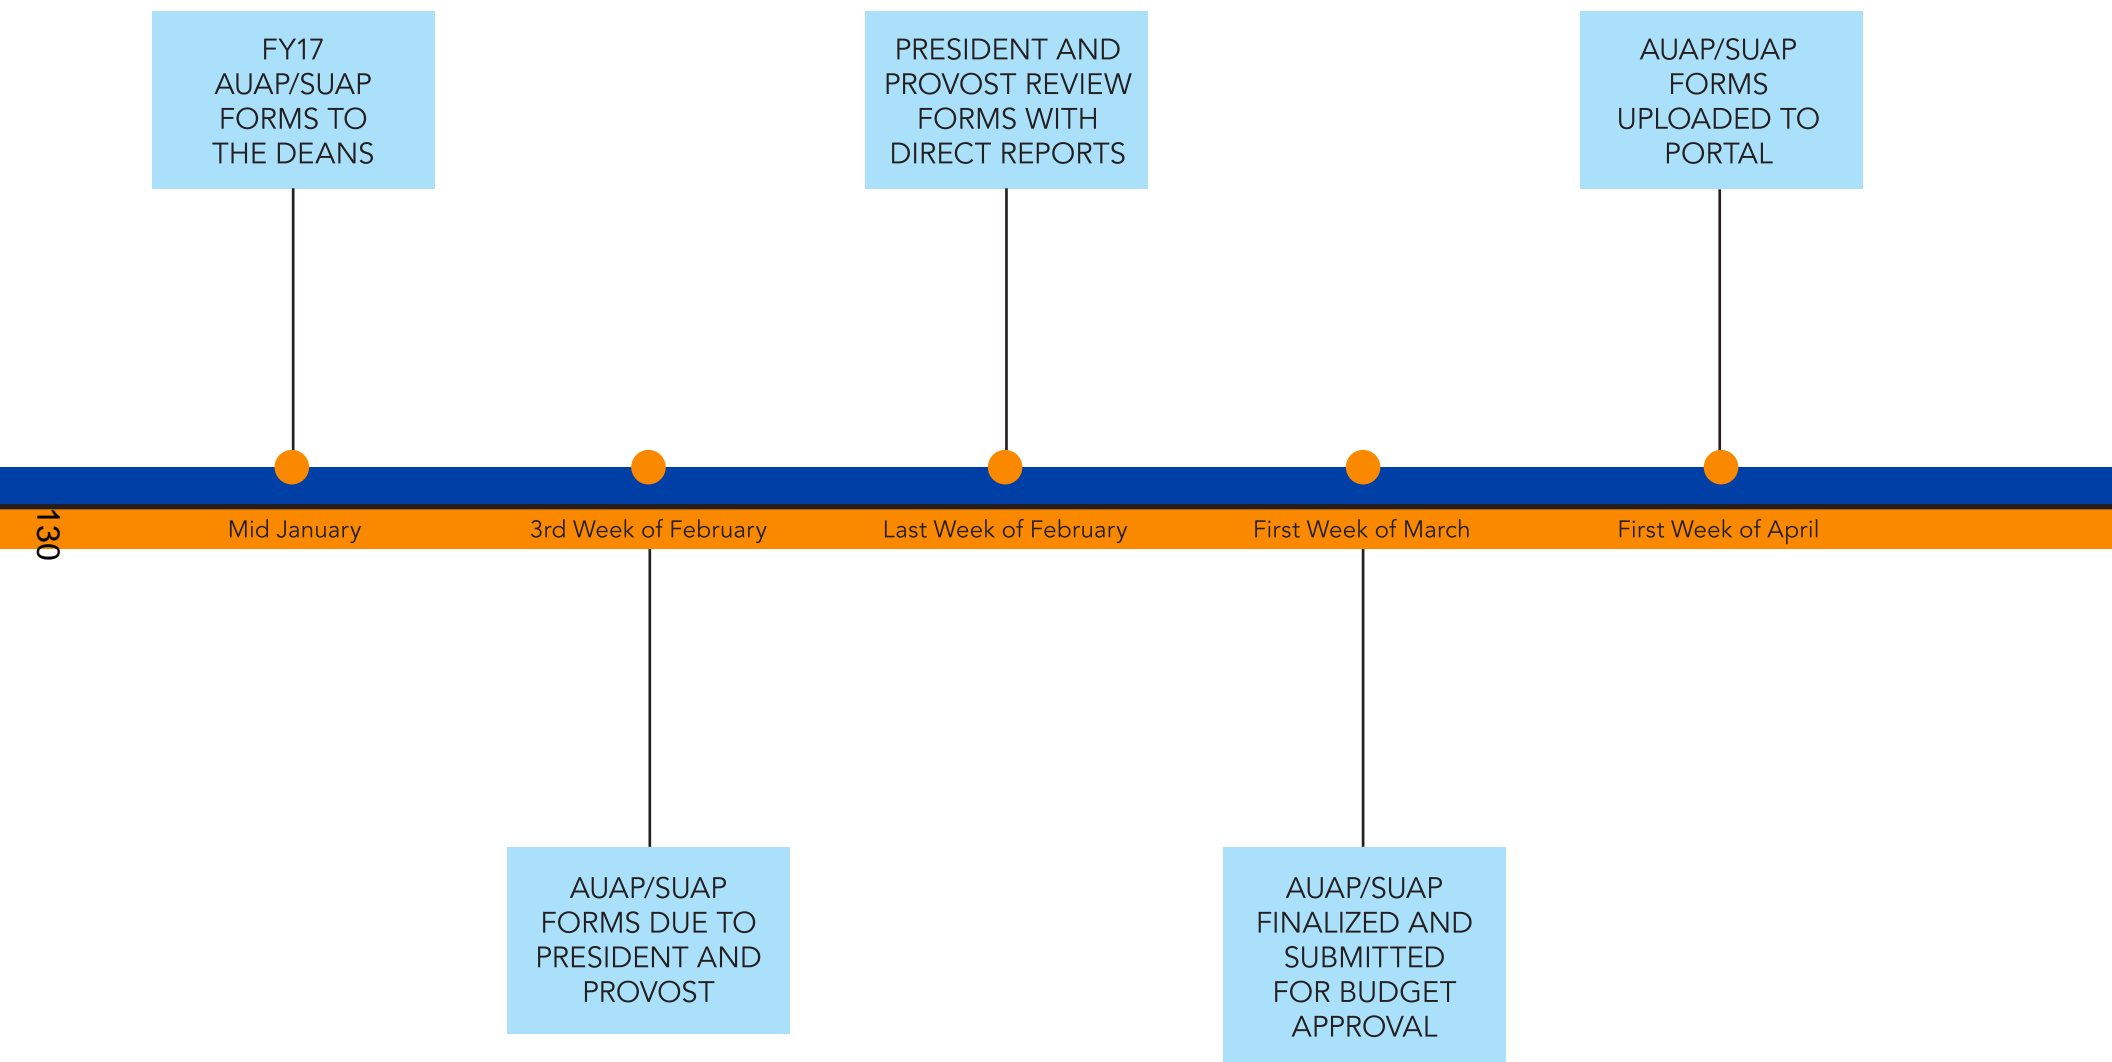 FY17
AUAP/SUAP
FORMS TO
THE DEANS
PRESIDENT AND
PROVOST REVIEW
FORMS WITH
DIRECT REPORTS
AUAP/SUAP
FORMS
UPLOADED TO
PORTAL
130
Mid January
3rd Week of February
Last Week of February
First Week of March
First Week of April
AUAP/SUAP
FORMS DUE TO
PRESIDENT AND
PROVOST
AUAP/SUAP
FINALIZED AND
SUBMITTED
FOR BUDGET
APPROVAL